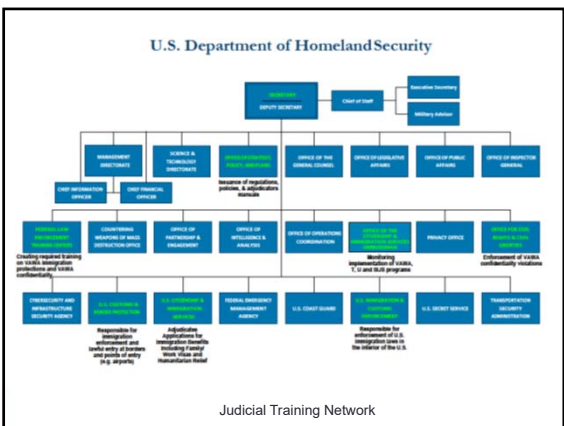 U.S. Department of Homeland Security
SECRETARY
DEPUTY SECRETARY
Chief of Staff
Executive Secretary
Military Advisor
MANAGEMENT
DIRECTORATE
SCIENCE &
TECHNOLOGY
DIRECTORATE
OFFICE OF STRATEGY,
POLICY, AND PLANS
OFFICE OF THE
GENERAL COUNSEL
OFFICE OF LEGISLATIVE
AFFAIRS
OFFICE OF PUBLIC
AFFAIRS
OFFICE OF INSPECTOR
GENERAL
Issuance of regulations,
policies, & adjudicators
manuals
CHIEF INFORMATION
OFFICER
CHIEF FINANCIAL
OFFICER
FEDERAL LAW
ENFORCEMENT
TRAINING CENTERS
COUNTERING
WEAPONS OF MASS
DESTRUCTION OFFICE
OFFICE OF
PARTNERSHIP &
ENGAGEMENT
OFFICE OF
INTELLIGENCE &
ANALYSIS
OFFICE OF OPERATIONS
COORDINATION
OFFICE OF THE
CITIZENSHIP &
IMMIGRATION SERVICES
OMBUDSMAN
PRIVACY OFFICE
OFFICE FOR CIVIL
RIGHTS & CIVIL
LIBERTIES
Creating required training
on VAWA immigration
protections and VAWA
confidentiality
Monitoring
implementation of VAWA,
T, U and SIJS programs
Enforcement of VAWA
confidentiality violations
CYBERSECURITY AND
INFRASTRUCTURE
SECURITY AGENCY
U.S. CUSTOMS &
BORDER PROTECTION
U.S. CITIZENSHIP &
IMMIGRATION
SERVICES
FEDERAL EMERGENCY
MANAGEMENT
AGENCY
U.S. COAST GUARD
U.S. IMMIGRATION &
CUSTOMS
ENFORCEMENT
U.S. SECRET SERVICE
TRANSPORTATION
SECURITY
ADMINISTRATION
Responsible for
immigration
enforcement and
lawful entry at borders
and points of entry
(e.g. airports)
Adjudicates
Applications for
Immigration Benefits
Including Family/
Work Visas and
Humanitarian Relief
Responsible for
enforcement of U.S.
immigration laws in
the interior of the U.S.
Judicial Training Network